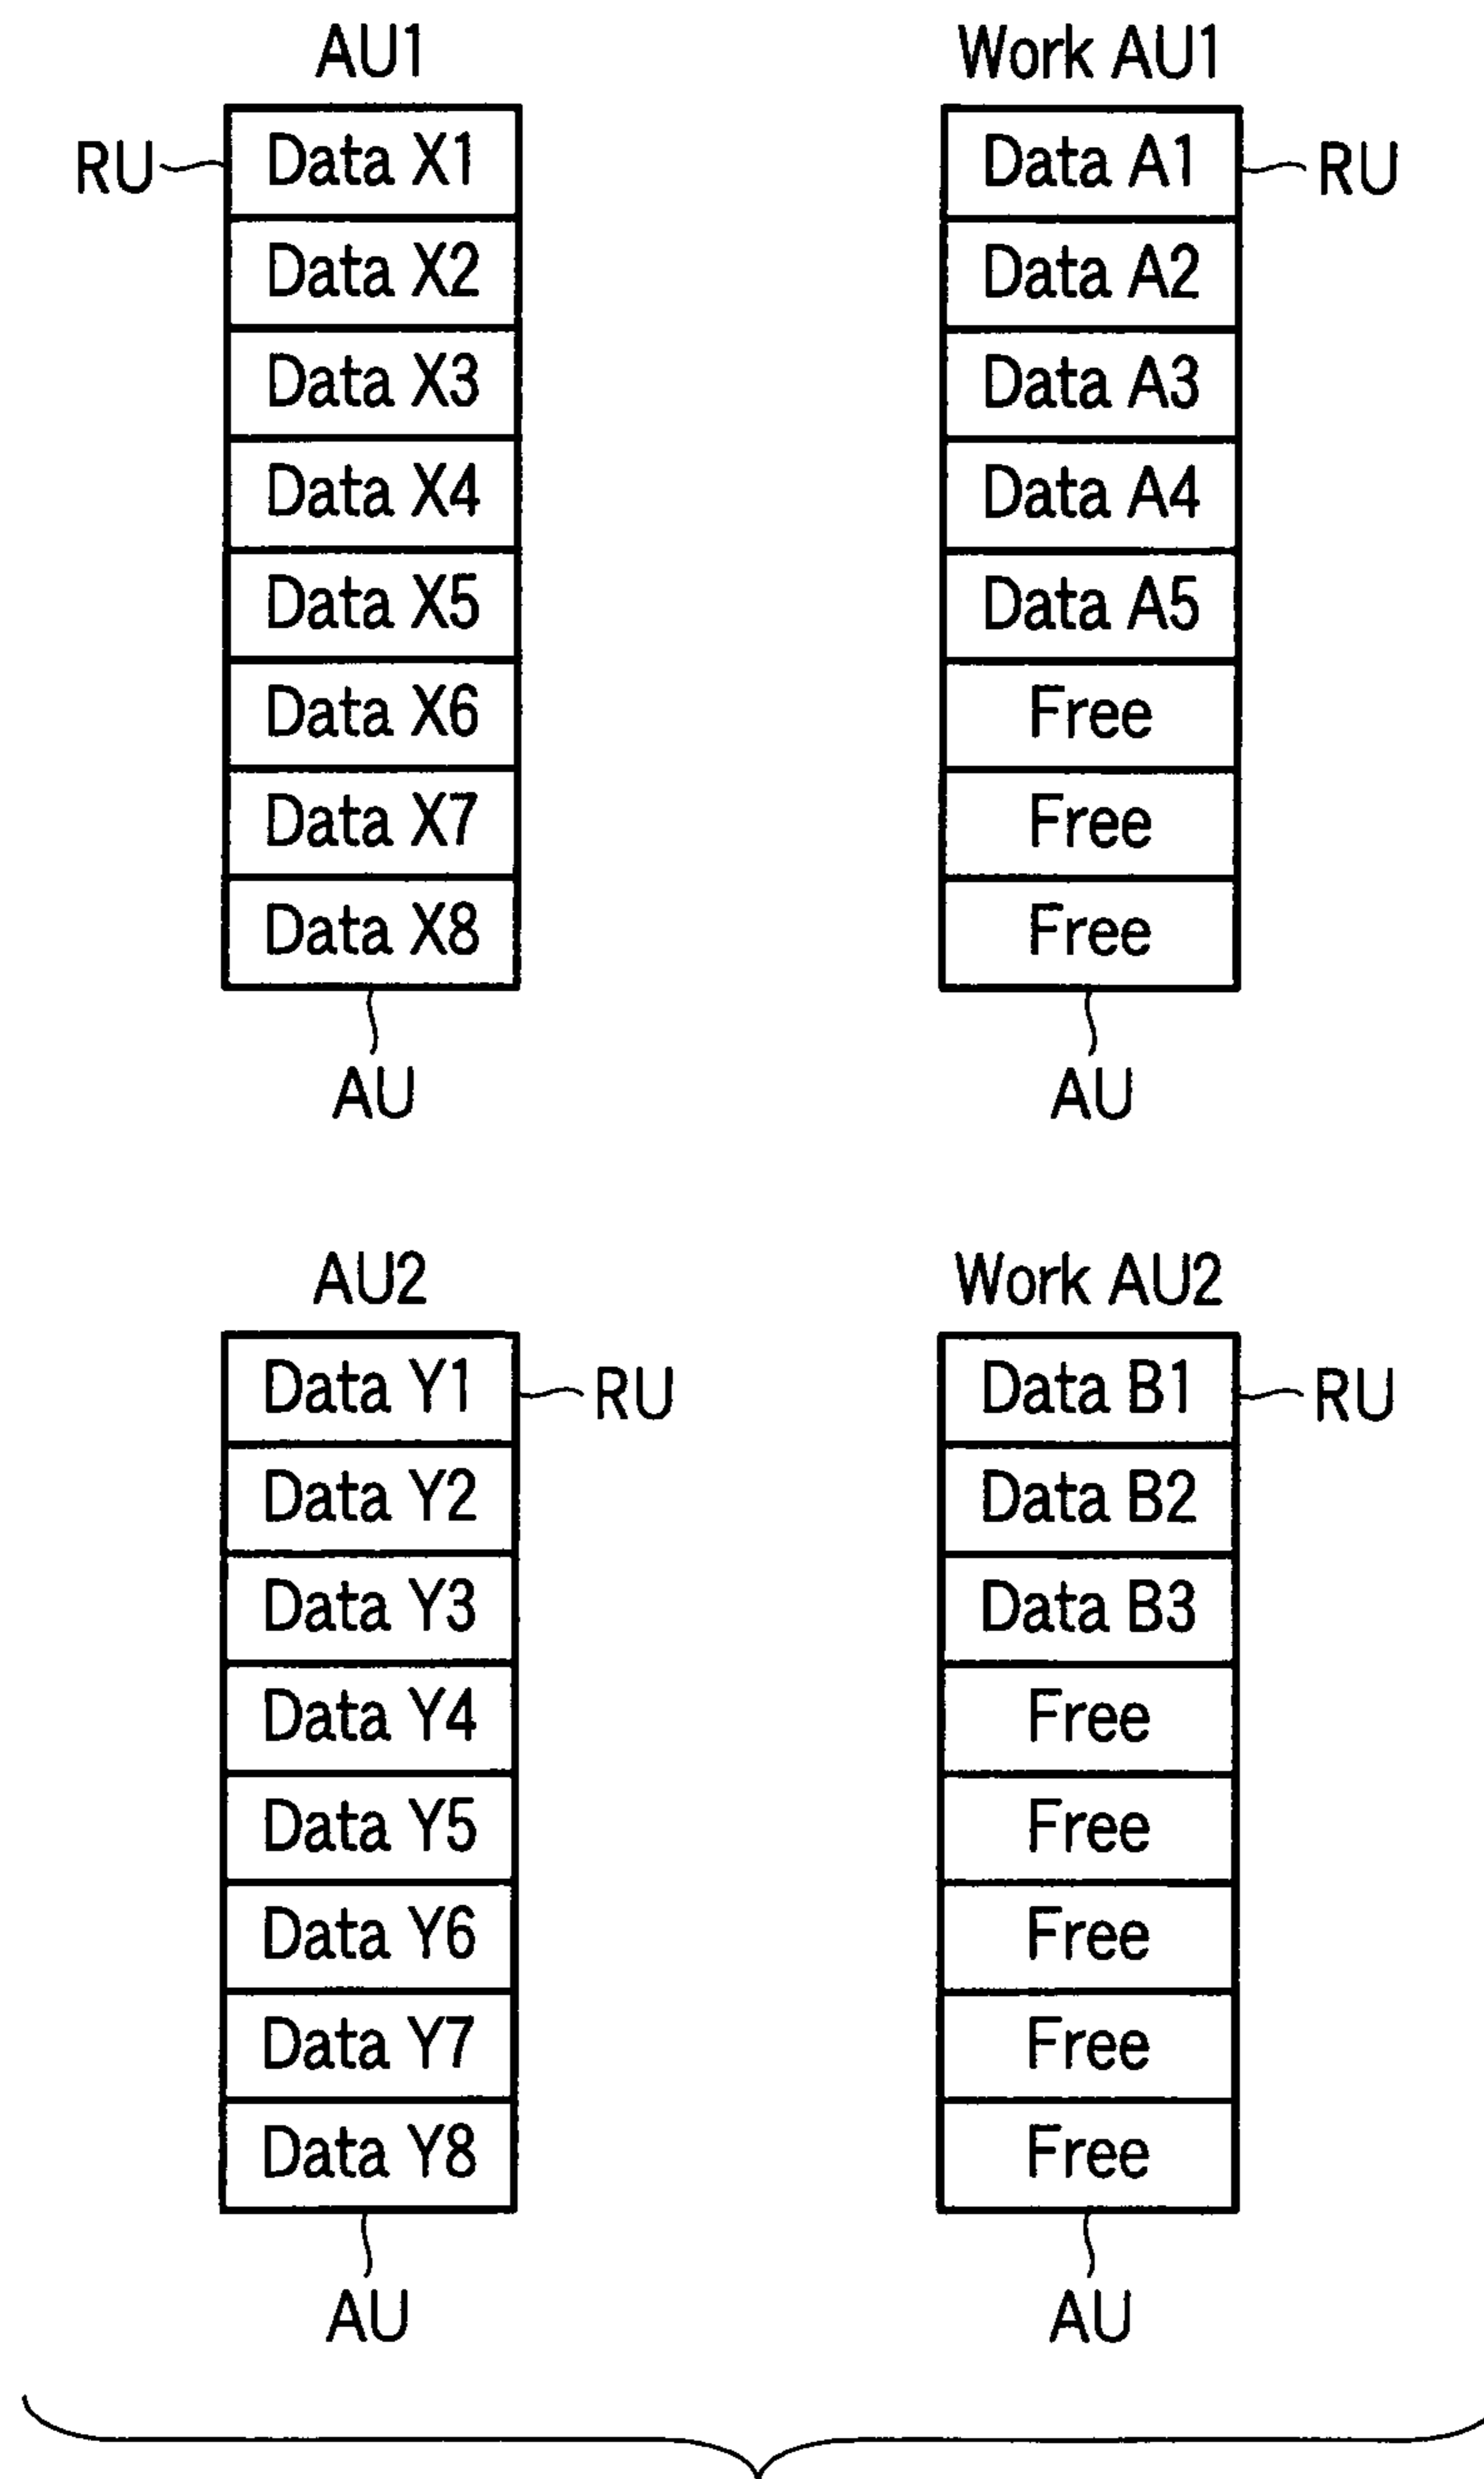 AU1
RU
Data X1
Data X2
Data X3
Data X4
Data X5
Data X6
Data X7
Data X8
AU
Work AU1
Data A1
RU
Data A2
Data A3
Data A4
Data A5
Free
Free
Free
AU
AU2
Data Y1
RU
Data Y2
Data Y3
Data Y4
Data Y5
Data Y6
Data Y7
Data Y8
AU
Work AU2
Data B1
RU
Data B2
Data B3
Free
Free
Free
Free
Free
AU